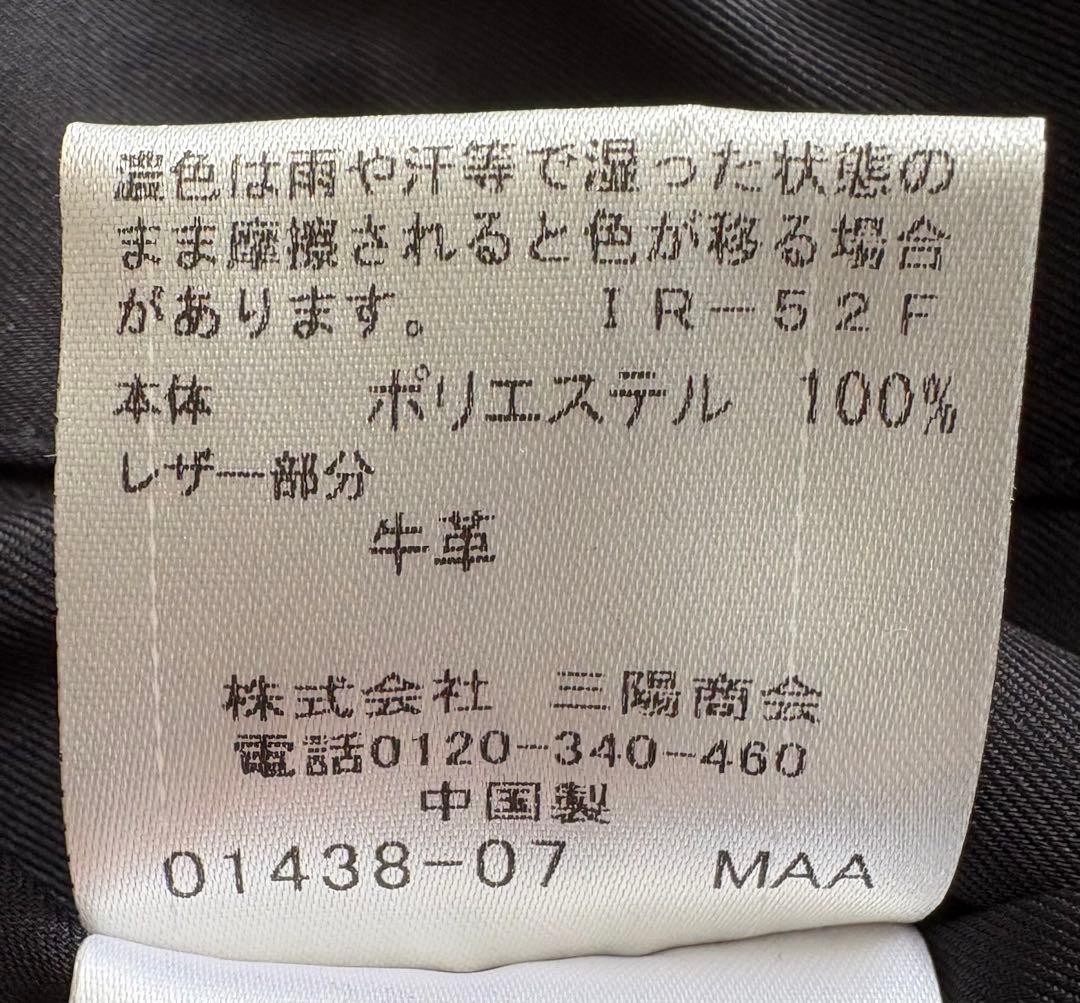 濃色は雨や汗等で湿った状態の
まま摩擦されると色が移る場合
があります。 IR-52F
本体 ポリエステル 100%
レザー部分
牛革
株式会社 三陽商会
電話0120-340-460
中国製
01438-07 MAA